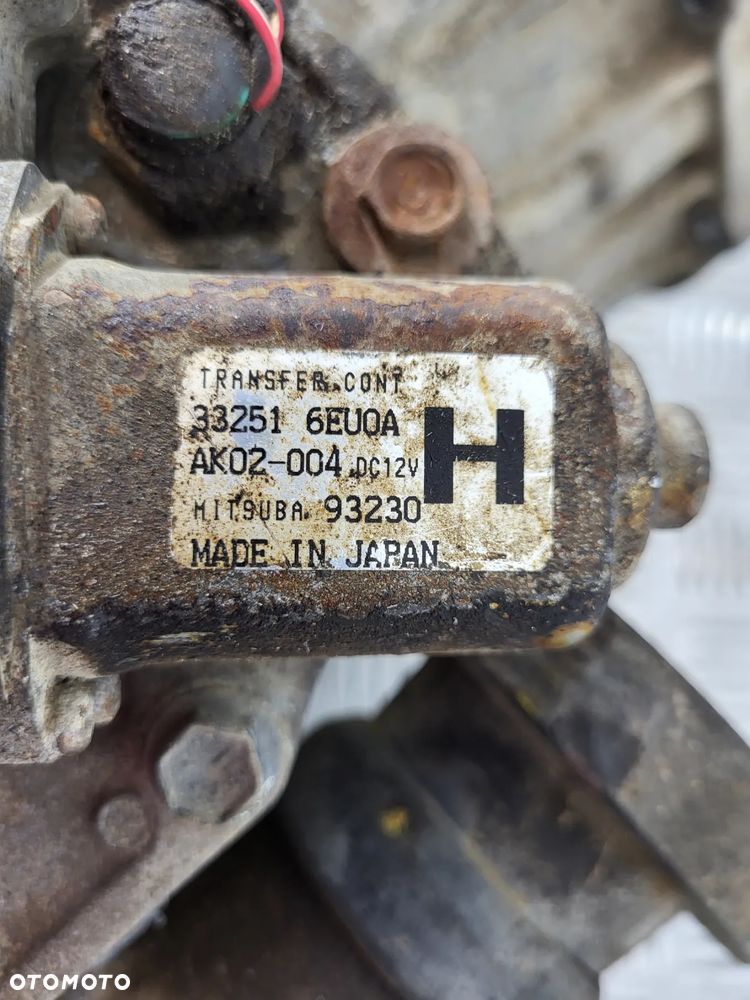 TRANSFER.CONT
33251 6EU0A
H
AK02-004 DC12V
MITSUBA 93230
MADE IN JAPAN
OTOMOTO